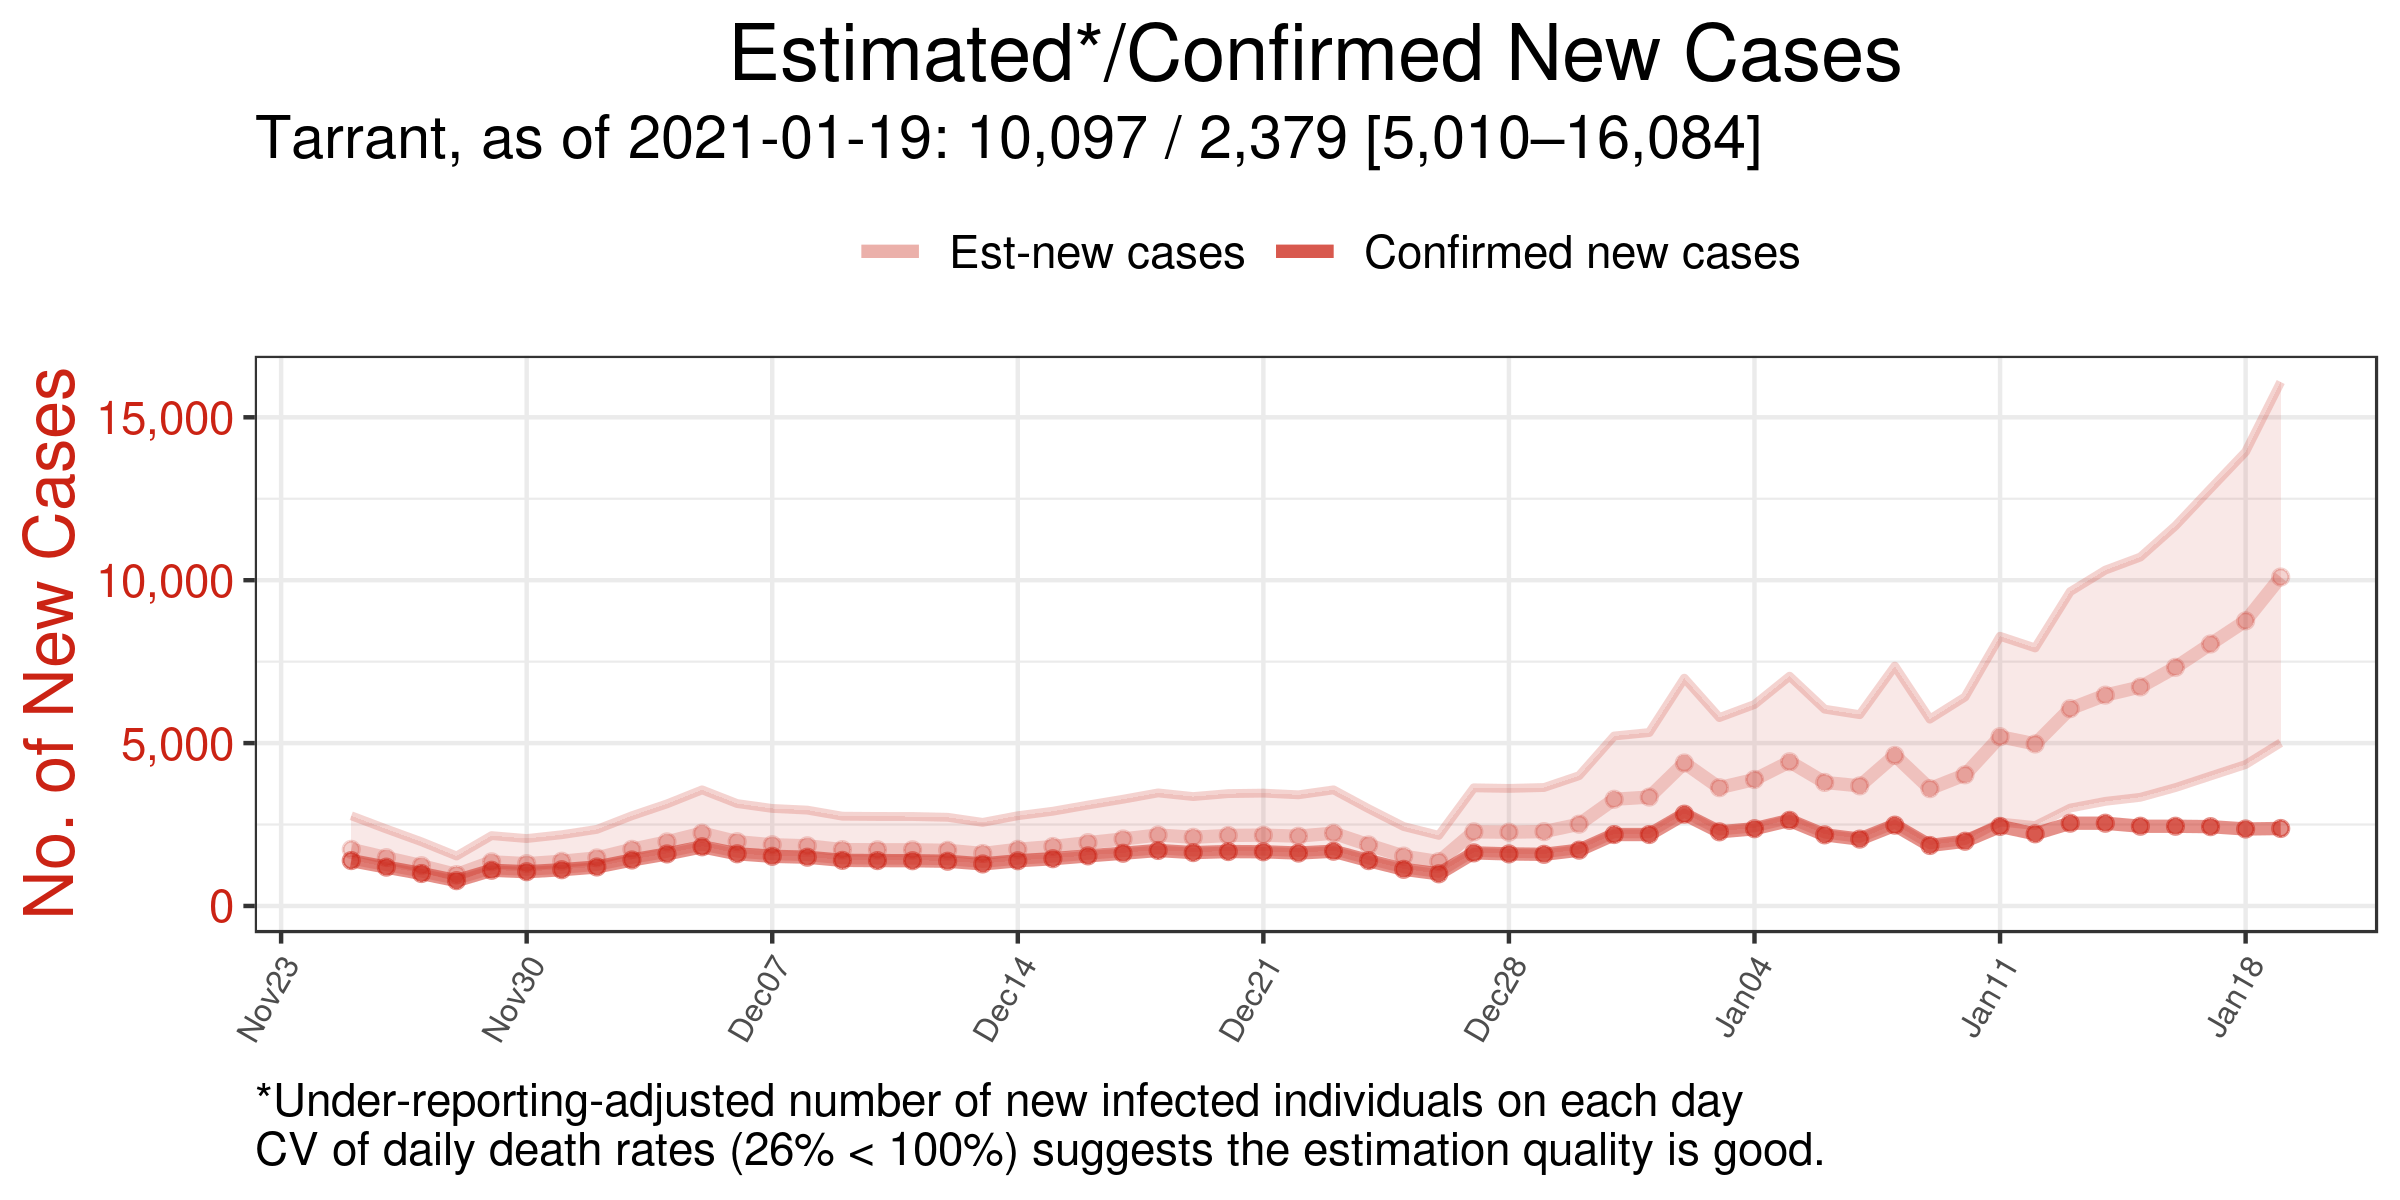 Estimated*/Confirmed New Cases
Tarrant, as of 2021-01-19: 10,097 / 2,379 [5,010–16,084]
Est-new cases
Confirmed new cases
No. of New Cases
15,000
10,000
5,000
0
Nov23
Nov30
Dec07
Dec14
Dec21
Dec28
Jan04
Jan11
Jan18
*Under-reporting-adjusted number of new infected individuals on each day
CV of daily death rates (26% < 100%) suggests the estimation quality is good.